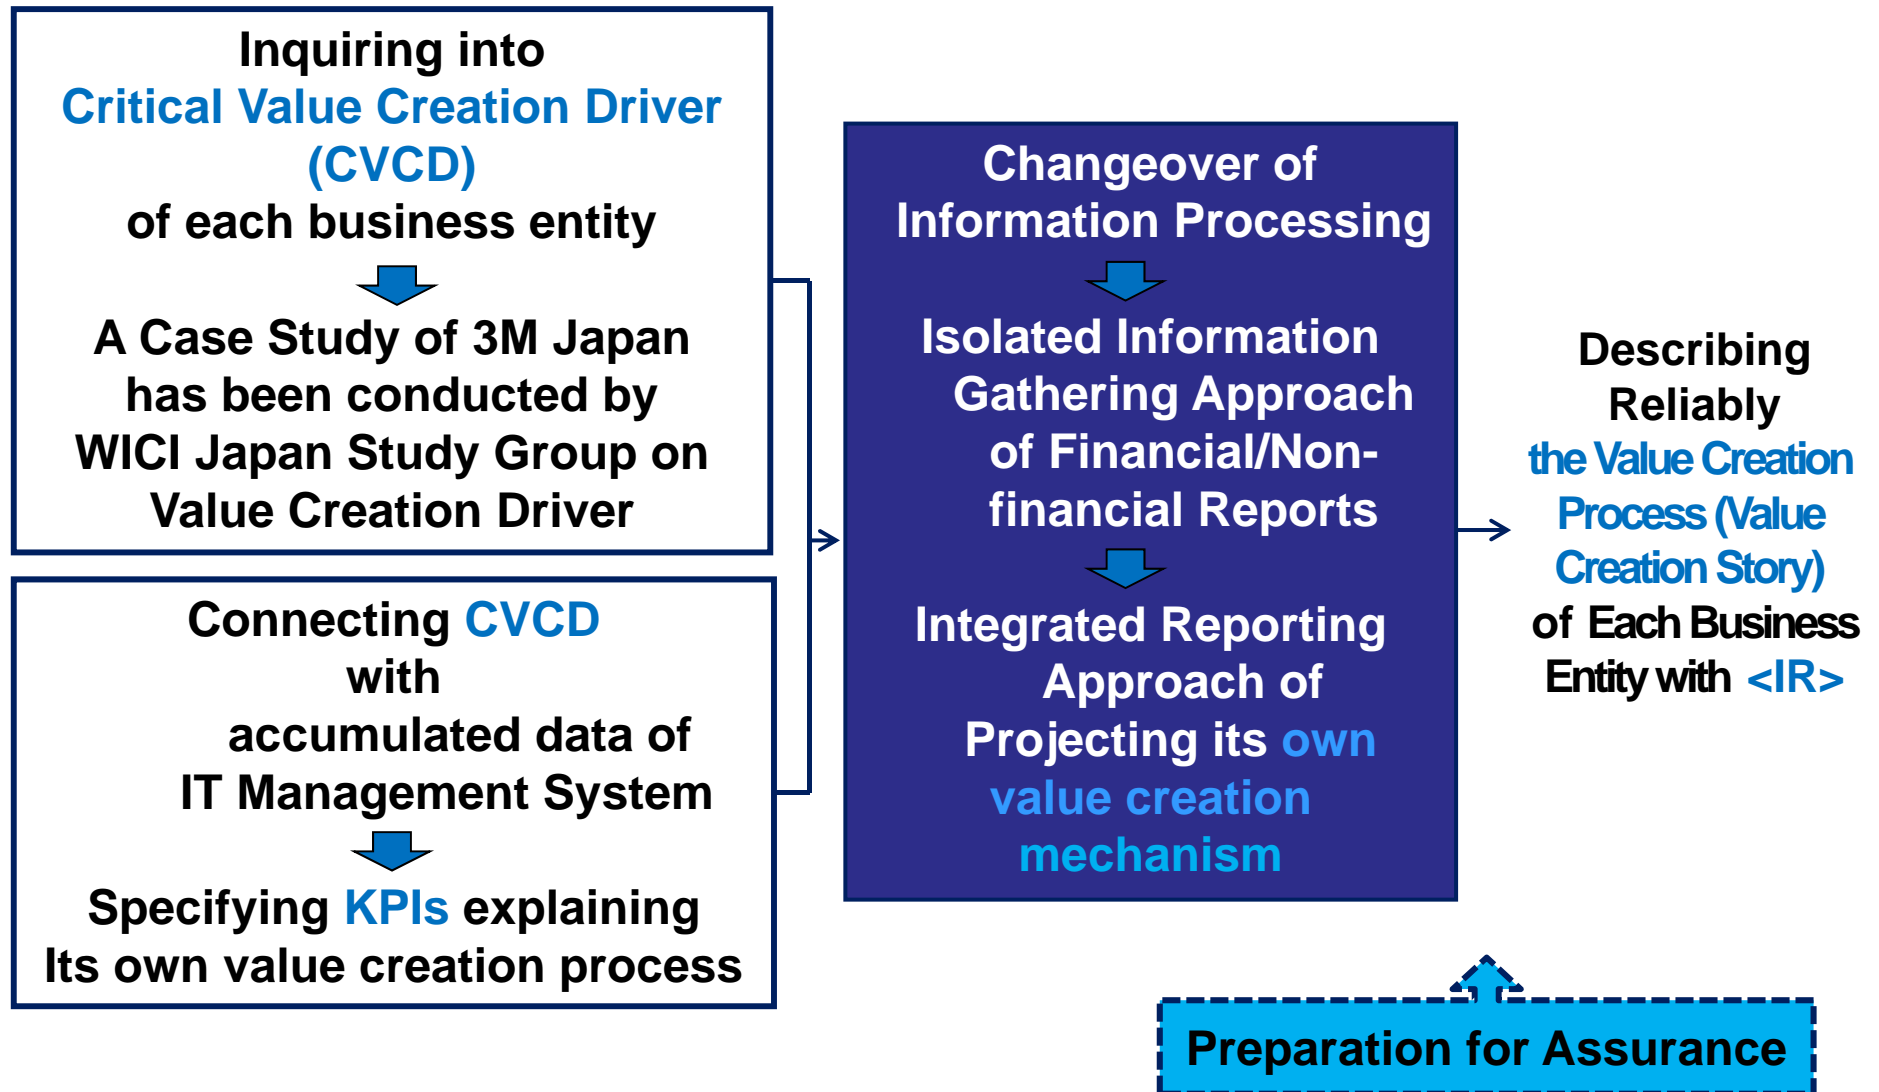 Inquiring into
Critical Value Creation Driver
(CVCD)
of each business entity
A Case Study of 3M Japan
has been conducted by
WICI Japan Study Group on
Value Creation Driver
Connecting CVCD
with
accumulated data of
IT Management System
Specifying KPIs explaining
Its own value creation process
Changeover of
Information Processing
Isolated Information
Gathering Approach
of Financial/Non-
financial Reports
Integrated Reporting
Approach of
Projecting its own
value creation
mechanism
Describing
Reliably
the Value Creation
Process (Value
Creation Story)
of Each Business
Entity with <IR>
Preparation for Assurance